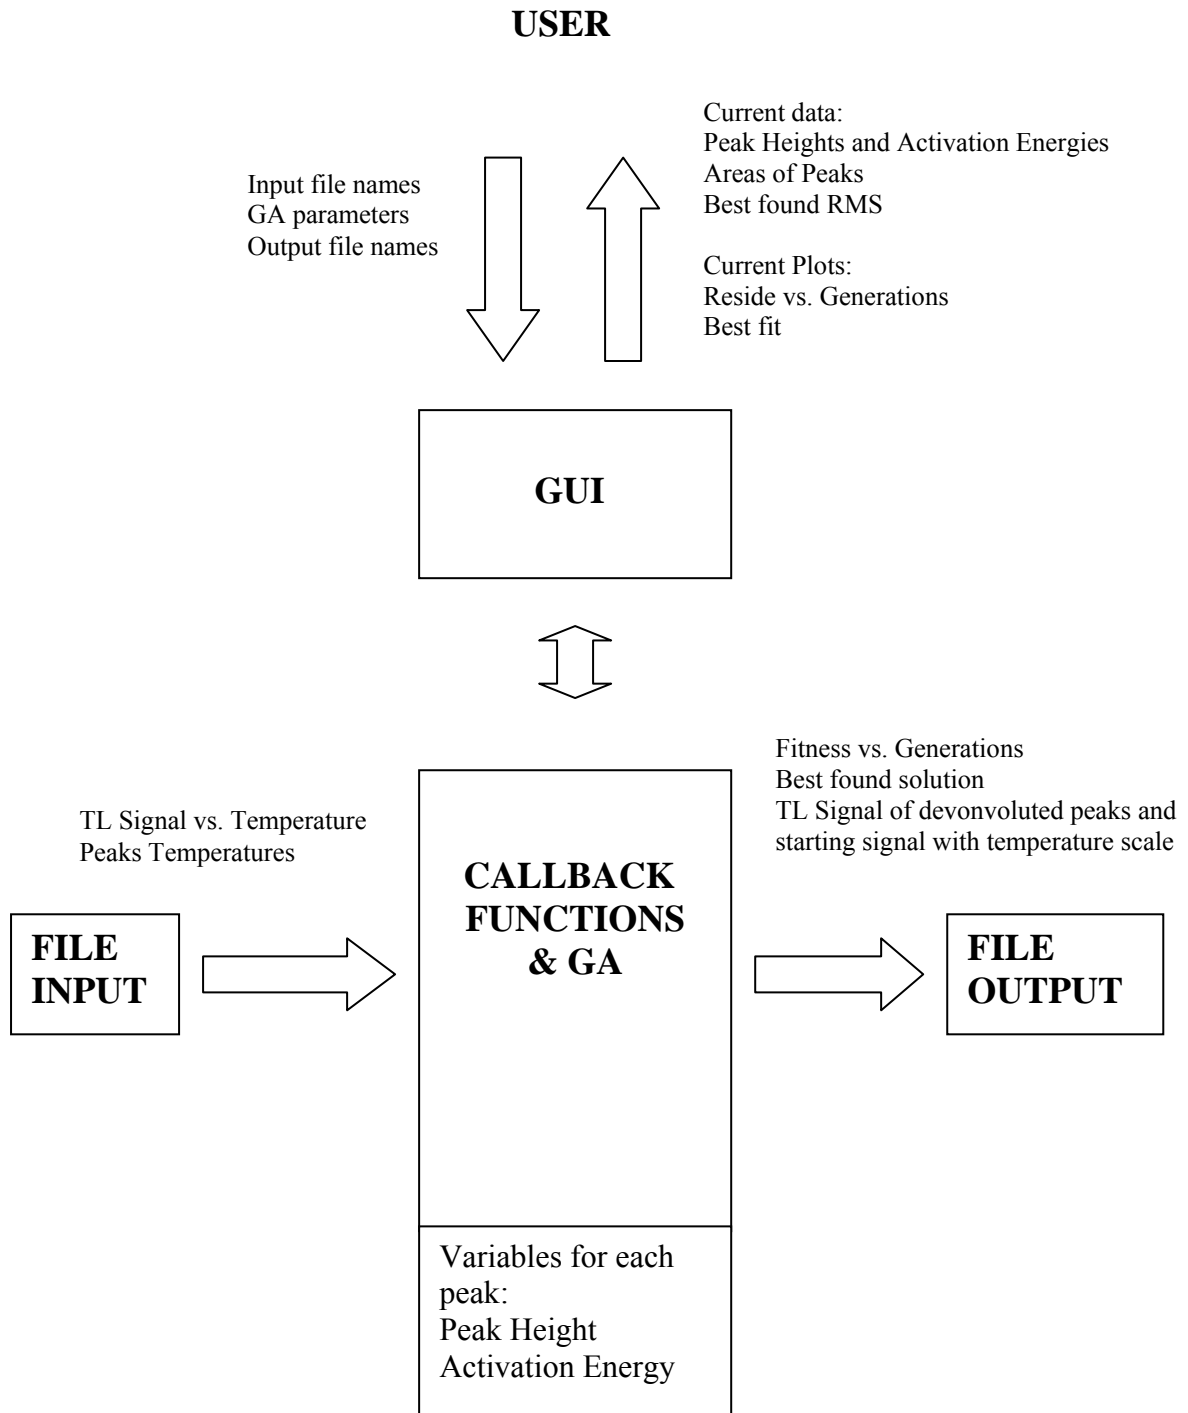 USER
Input file names
GA parameters
Output file names
Current data:
Peak Heights and Activation Energies
Areas of Peaks
Best found RMS
Current Plots:
Reside vs. Generations
Best fit
GUI
TL Signal vs. Temperature
Peaks Temperatures
Fitness vs. Generations
Best found solution
TL Signal of devonvoluted peaks and
starting signal with temperature scale
FILE
INPUT
CALLBACK
FUNCTIONS
& GA
FILE
OUTPUT
Variables for each
peak:
Peak Height
Activation Energy